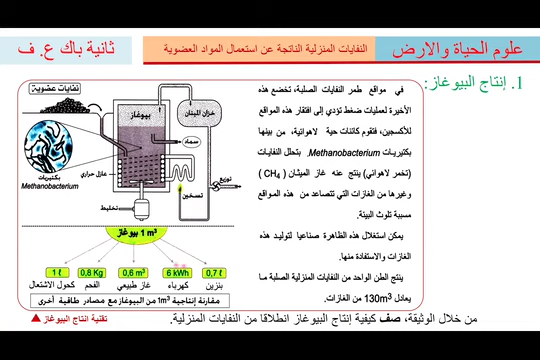 علوم الحياة والارض
النفايات المنزلية الناتجة عن استعمال المواد العضوية
ثانية باك ع. ف
1. إنتاج البيوغاز:
في مواقع طمر النفايات الصلبة، تخضع هذه
الأخيرة لعمليات ضغط تؤدي إلى افتقار هذه المواقع
للأكسجين، فتقوم كائنات حية لاهوائية، من بينها
بكتيريات Methanobacterium، بتحلل النفايات
(تخمر لاهوائي) ينتج عنه غاز الميثان (CH4)
وغيرها من الغازات التي تتصاعد من هذه المواقع
مسببة تلوث البيئة.
يمكن استغلال هذه الظاهرة صناعيا لتوليد هذه
الغازات والاستفادة منها.
ينتج الطن الواحد من النفايات المنزلية الصلبة ما
يعادل 130m3 من الغازات.
نفايات عضوية
بيوغاز
خزان الميثان
سماد
بكتيريات
Methanobacterium
عازل حراري
تسخين
توزيع
تخليط
1m3 بيوغاز
0,7ℓ
بنزين
6 kWh
كهرباء
0,6 m3
غاز طبيعي
0,8 Kg
الفحم
1 ℓ
كحول الاشتعال
مقارنة إنتاجية 1m3 من البيوغاز مع مصادر طاقية أخرى
تقنية انتاج البيوغاز ▲
من خلال الوثيقة، صف كيفية إنتاج البيوغاز انطلاقا من النفايات المنزلية.